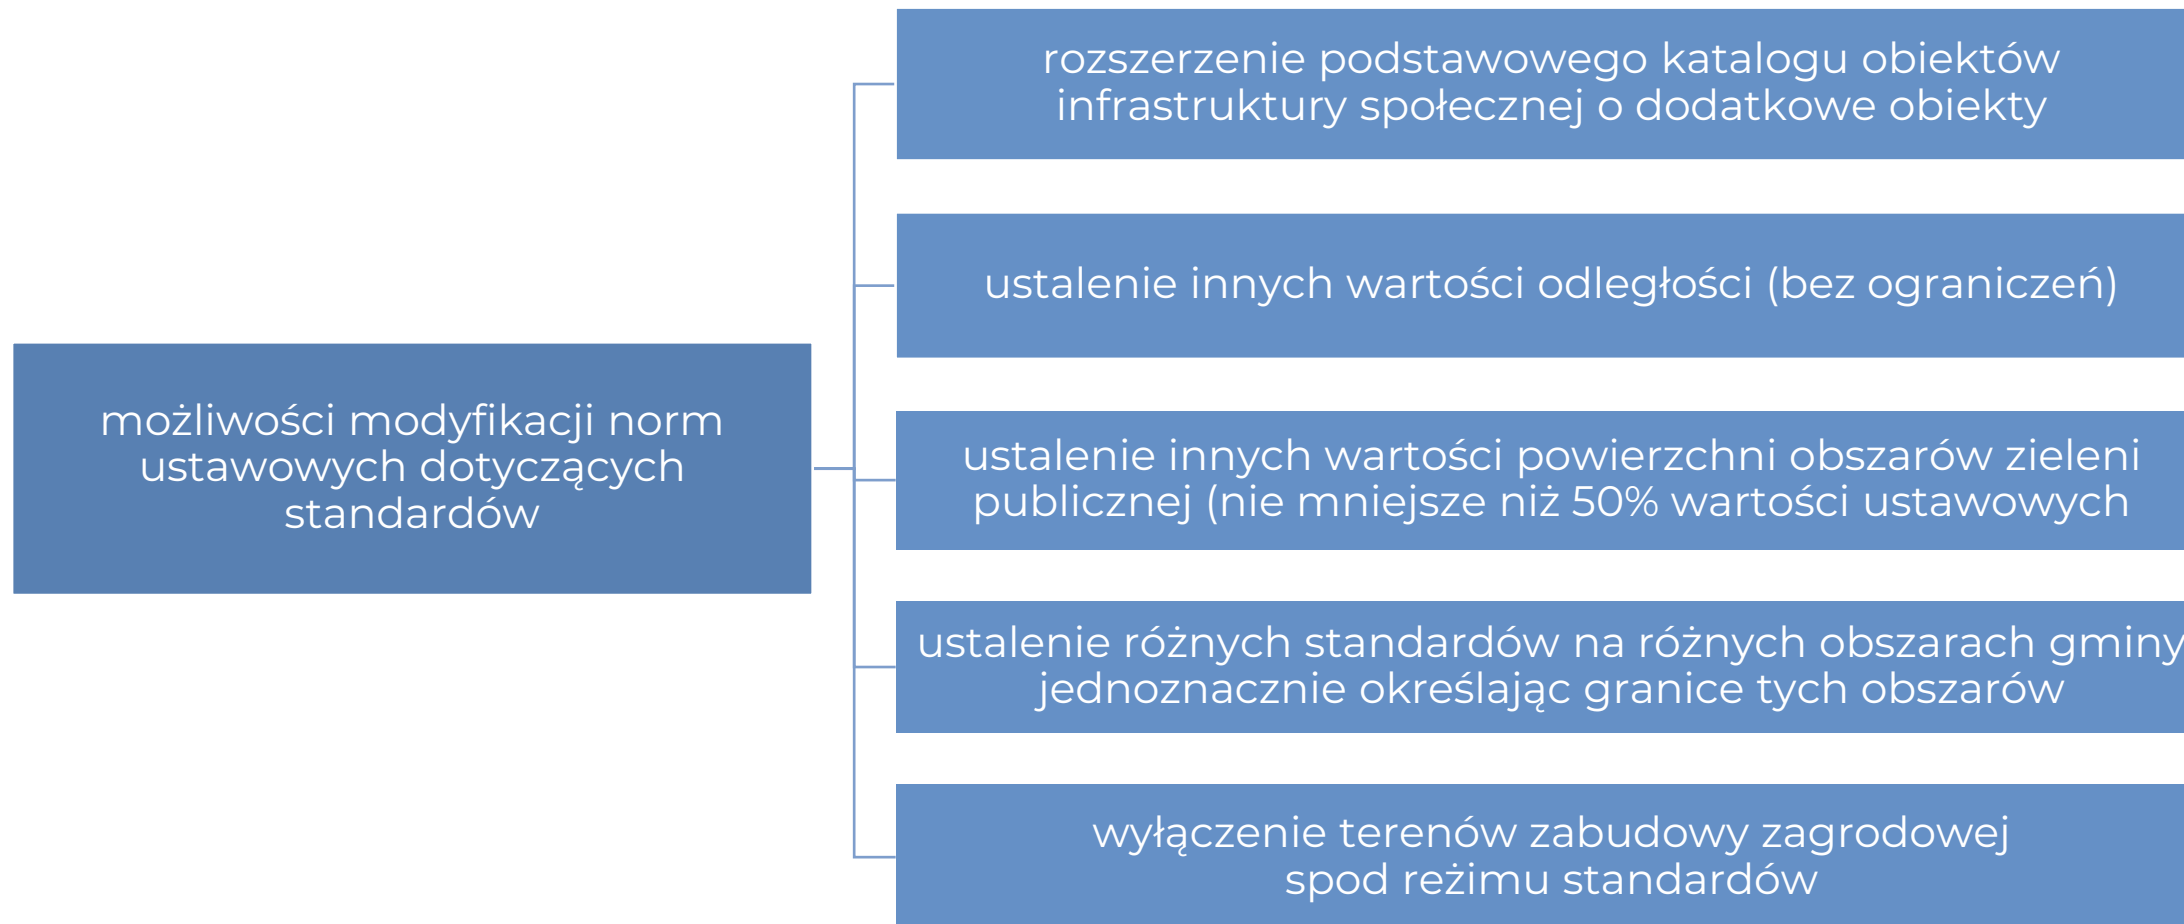 rozszerzenie podstawowego katalogu obiektów
infrastruktury społecznej o dodatkowe obiekty
ustalenie innych wartości odległości (bez ograniczeń)
możliwości modyfikacji norm
ustawowych dotyczących
standardów
ustalenie innych wartości powierzchni obszarów zieleni
publicznej (nie mniejsze niż 50% wartości ustawowych
ustalenie różnych standardów na różnych obszarach gminy
jednoznacznie określając granice tych obszarów
wyłączenie terenów zabudowy zagrodowej
spod reżimu standardów